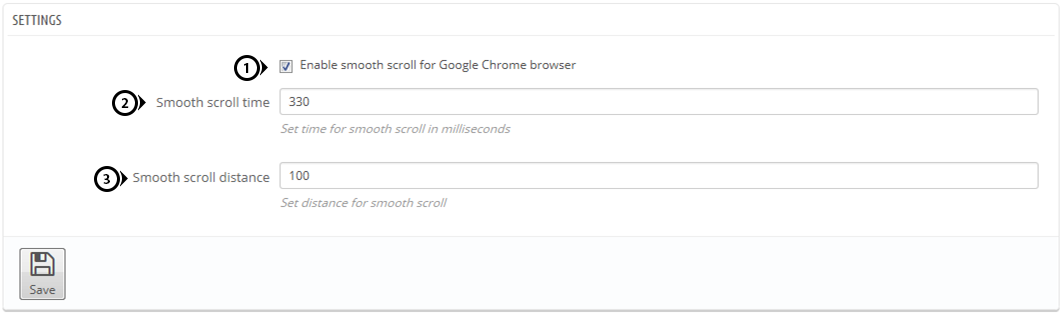 SETTINGS
1 Enable smooth scroll for Google Chrome browser
2 Smooth scroll time 330
Set time for smooth scroll in milliseconds
3 Smooth scroll distance 100
Set distance for smooth scroll
Save